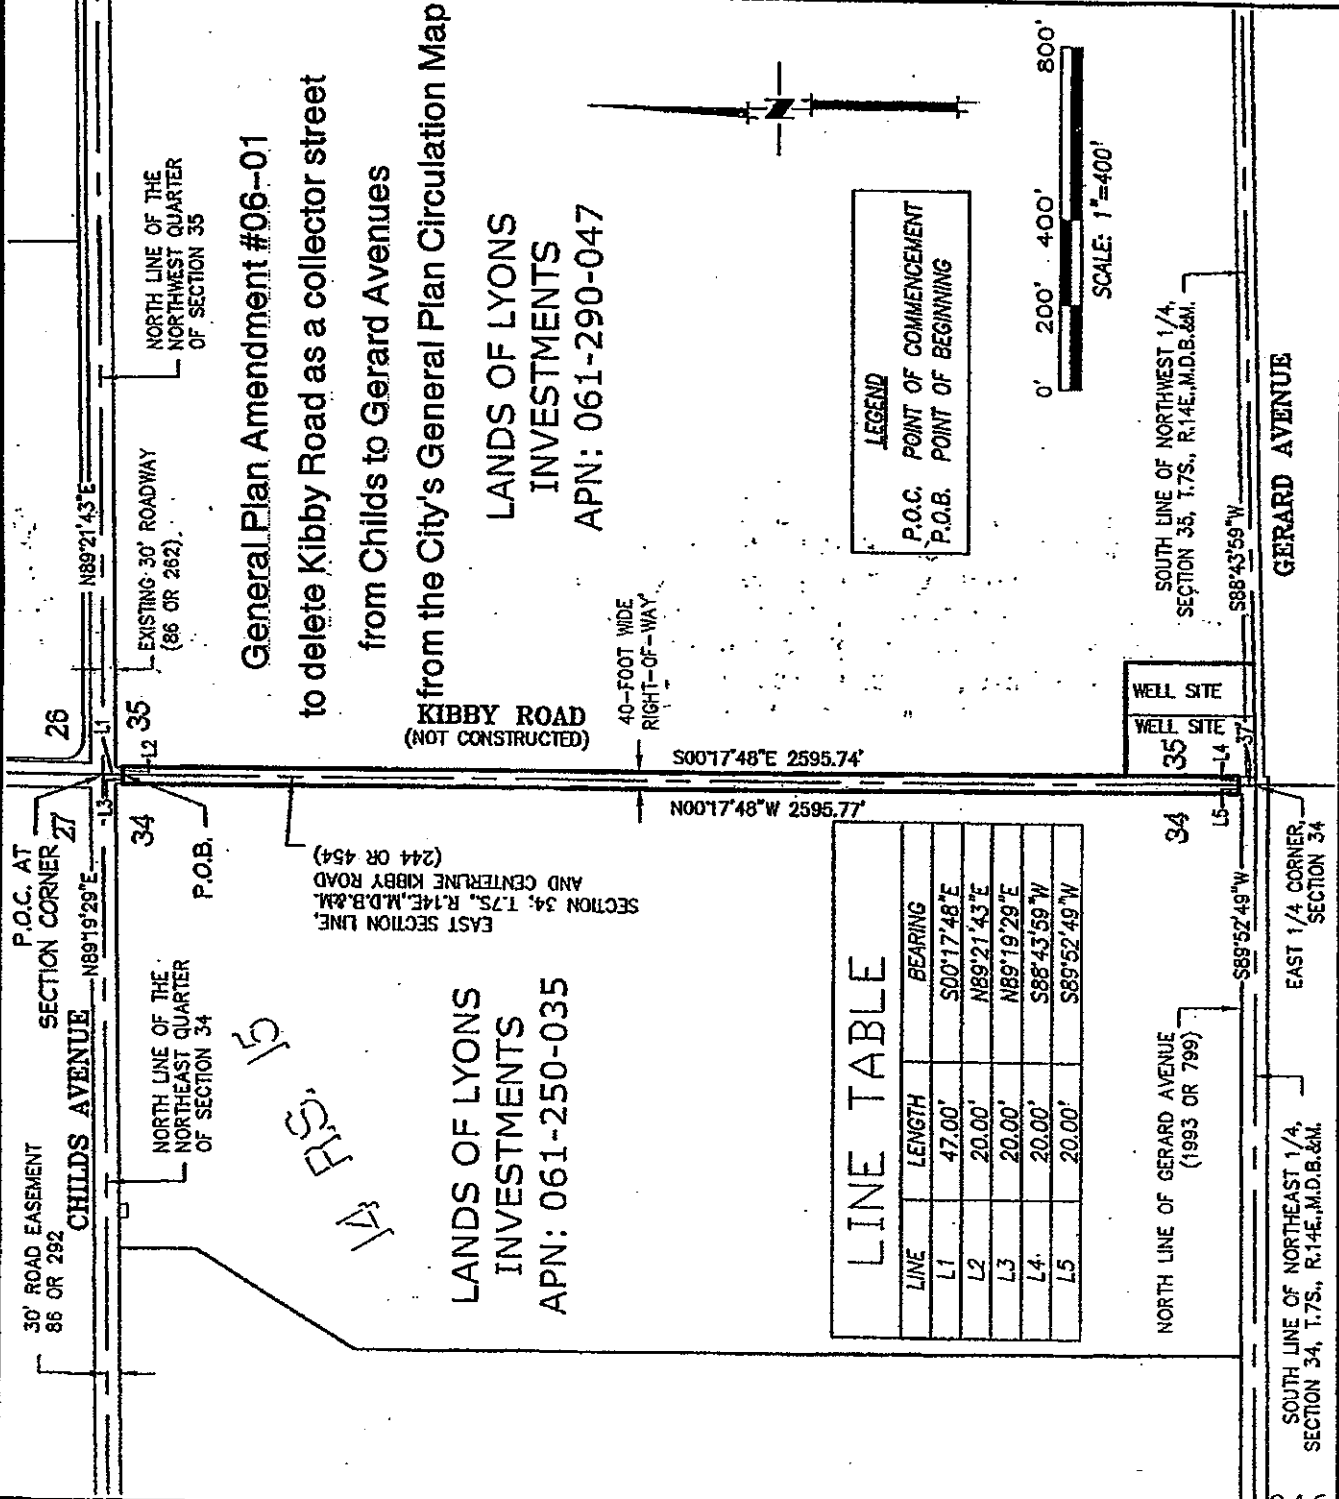 30' ROAD EASEMENT
86 OR 292
CHILDS AVENUE
P.O.C. AT
SECTION CORNER
N89°19'29"E
27
26
L3
L1
L2
34
35
P.O.B.
N89°21'43"E
EXISTING 30' ROADWAY
(86 OR 262).
NORTH LINE OF THE
NORTHWEST QUARTER
OF SECTION 35
NORTH LINE OF THE
NORTHEAST QUARTER
OF SECTION 34
14 R.S. 15
General Plan Amendment #06-01
to delete Kibby Road as a collector street
from Childs to Gerard Avenues
from the City's General Plan Circulation Map
KIBBY ROAD
(NOT CONSTRUCTED)
EAST SECTION LINE,
SECTION 34; T.7S., R.14E.,M.D.B.&M.
AND CENTERLINE KIBBY ROAD
(244 OR 454)
LANDS OF LYONS
INVESTMENTS
APN: 061-250-035
LANDS OF LYONS
INVESTMENTS
APN: 061-290-047
40-FOOT WIDE
RIGHT-OF-WAY
S00°17'48"E 2595.74'
N00°17'48"W 2595.77'
LINE TABLE
LINE LENGTH BEARING
L1 47.00' S00°17'48"E
L2 20.00' N89°21'43"E
L3 20.00' N89°19'29"E
L4 20.00' S88°43'59"W
L5 20.00' S89°52'49"W
LEGEND
P.O.C. POINT OF COMMENCEMENT
P.O.B. POINT OF BEGINNING
0' 200' 400' 800'
SCALE: 1"=400'
WELL SITE
WELL SITE
34
35
L5
L4
37'
NORTH LINE OF GERARD AVENUE
(1993 OR 799)
S89°52'49"W
S88°43'59"W
SOUTH LINE OF NORTHWEST 1/4,
SECTION 35, T.7S., R.14E.,M.D.B.&M.
GERARD AVENUE
SOUTH LINE OF NORTHEAST 1/4,
SECTION 34, T.7S., R.14E.,M.D.B.&M.
EAST 1/4 CORNER,
SECTION 34